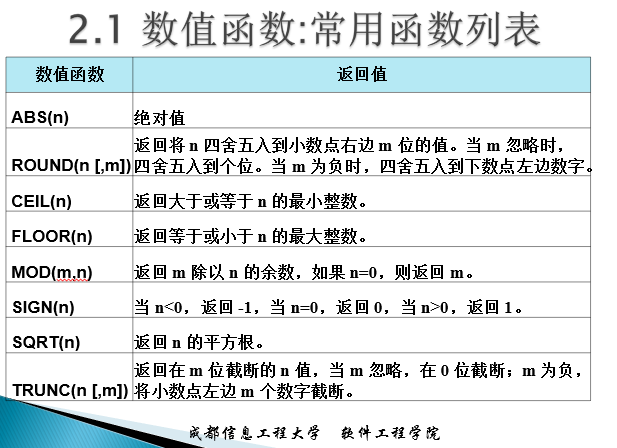 2.1 数值函数:常用函数列表
数值函数 返回值
ABS(n) 绝对值
返回将 n 四舍五入到小数点右边 m 位的值。当 m 忽略时，
ROUND(n [,m]) 四舍五入到个位。当 m 为负时，四舍五入到下数点左边数字。
CEIL(n) 返回大于或等于 n 的最小整数。
FLOOR(n) 返回等于或小于 n 的最大整数。
MOD(m,n) 返回 m 除以 n 的余数，如果 n=0，则返回 m。
SIGN(n) 当 n<0，返回 -1，当 n=0，返回 0，当 n>0，返回 1。
SQRT(n) 返回 n 的平方根。
返回在 m 位截断的 n 值，当 m 忽略，在 0 位截断；m 为负，
TRUNC(n [,m]) 将小数点左边 m 个数字截断。
成都信息工程大学 软件工程学院